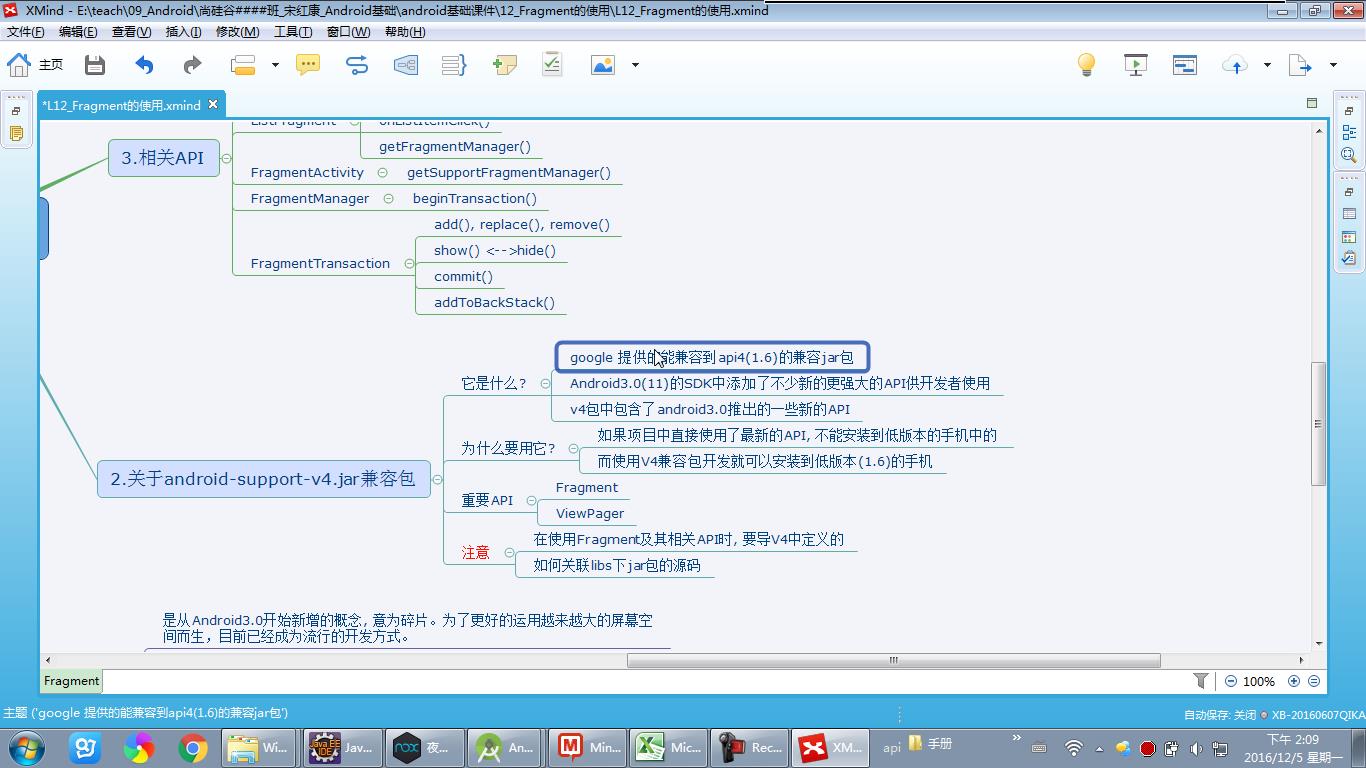 XMind - E:\teach\09_Android\尚硅谷####班_宋红康_Android基础\android基础课件\12_Fragment的使用\L12_Fragment的使用.xmind
文件(F) 编辑(E) 查看(V) 插入(I) 修改(M) 工具(T) 窗口(W) 帮助(H)
主页
*L12_Fragment的使用.xmind
ListFragment onListItemClick()
getFragmentManager()
3.相关API
FragmentActivity getSupportFragmentManager()
FragmentManager beginTransaction()
add(), replace(), remove()
show() <-->hide()
FragmentTransaction
commit()
addToBackStack()
google 提供的能兼容到api4(1.6)的兼容jar包
它是什么? Android3.0(11)的SDK中添加了不少新的更强大的API供开发者使用
v4包中包含了android3.0推出的一些新的API
如果项目中直接使用了最新的API, 不能安装到低版本的手机中的
为什么要用它?
而使用V4兼容包开发就可以安装到低版本(1.6)的手机
2.关于android-support-v4.jar兼容包
Fragment
重要API
ViewPager
在使用Fragment及其相关API时, 要导V4中定义的
注意
如何关联libs下jar包的源码
是从Android3.0开始新增的概念, 意为碎片。为了更好的运用越来越大的屏幕空
间而生，目前已经成为流行的开发方式。
Fragment
100%
主题 ('google 提供的能兼容到api4(1.6)的兼容jar包')
自动保存: 关闭 XB-20160607QIKA
Wi... Jav... 夜... An... Min... Mic... Rec... XM... api 手册
下午 2:09
2016/12/5 星期一